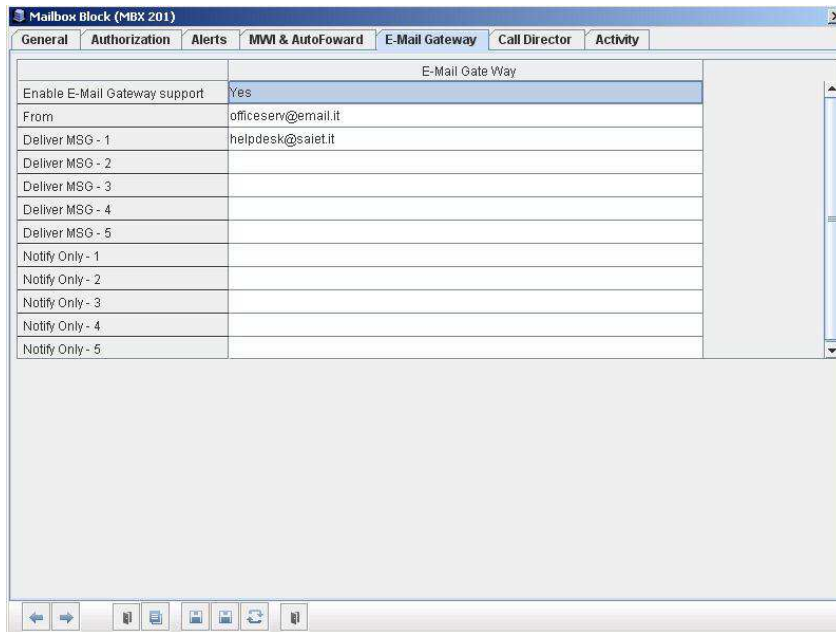 Mailbox Block (MBX 201)
General Authorization Alerts MWI & AutoFoward E-Mail Gateway Call Director Activity
E-Mail Gate Way
Enable E-Mail Gateway support Yes
From officeserv@email.it
Deliver MSG - 1 helpdesk@saiet.it
Deliver MSG - 2
Deliver MSG - 3
Deliver MSG - 4
Deliver MSG - 5
Notify Only - 1
Notify Only - 2
Notify Only - 3
Notify Only - 4
Notify Only - 5